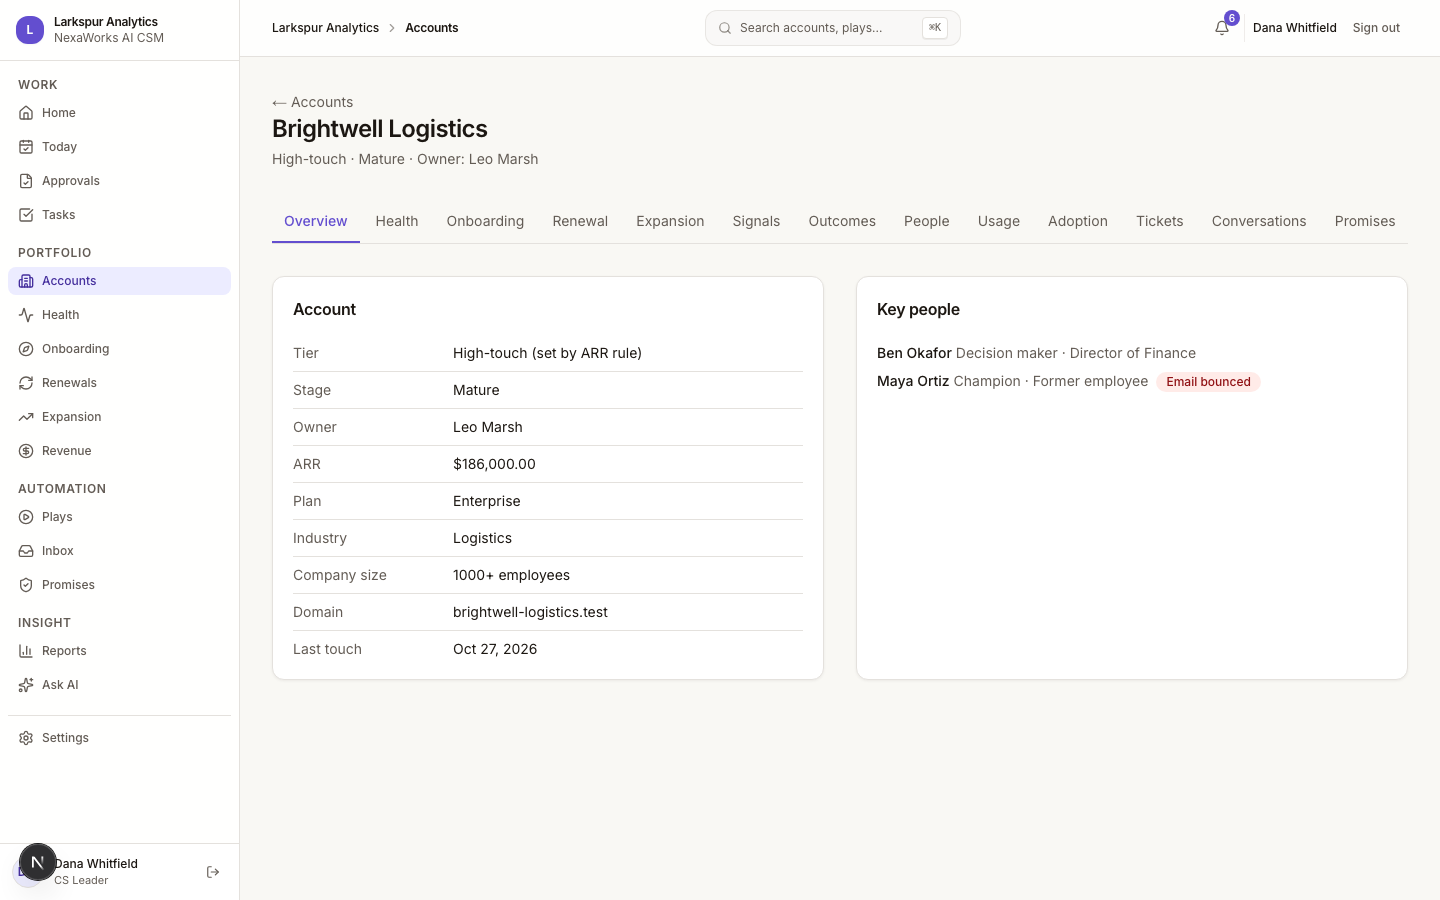 L
Larkspur Analytics
NexaWorks AI CSM
WORK
Home
Today
Approvals
Tasks
PORTFOLIO
Accounts
Health
Onboarding
Renewals
Expansion
Revenue
AUTOMATION
Plays
Inbox
Promises
INSIGHT
Reports
Ask AI
Settings
N
Dana Whitfield
CS Leader
Larkspur Analytics > Accounts
Search accounts, plays... ⌘K
6
Dana Whitfield
Sign out
← Accounts
Brightwell Logistics
High-touch · Mature · Owner: Leo Marsh
Overview Health Onboarding Renewal Expansion Signals Outcomes People Usage Adoption Tickets Conversations Promises
Account
Tier High-touch (set by ARR rule)
Stage Mature
Owner Leo Marsh
ARR $186,000.00
Plan Enterprise
Industry Logistics
Company size 1000+ employees
Domain brightwell-logistics.test
Last touch Oct 27, 2026
Key people
Ben Okafor Decision maker · Director of Finance
Maya Ortiz Champion · Former employee Email bounced